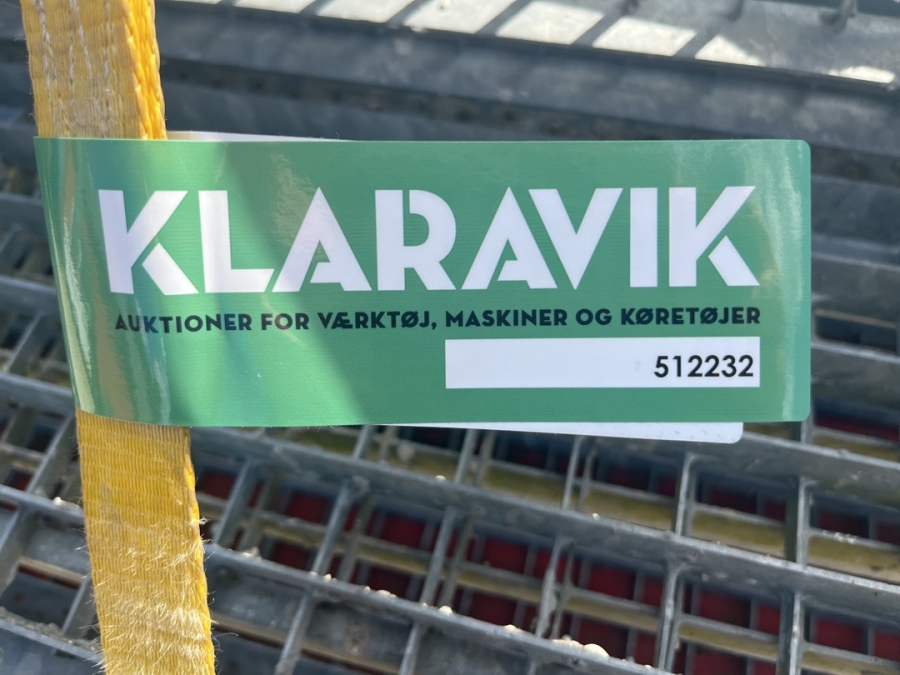 KLARAVIK
AUKTIONER FOR VÆRKTØJ, MASKINER OG KØRETØJER
512232